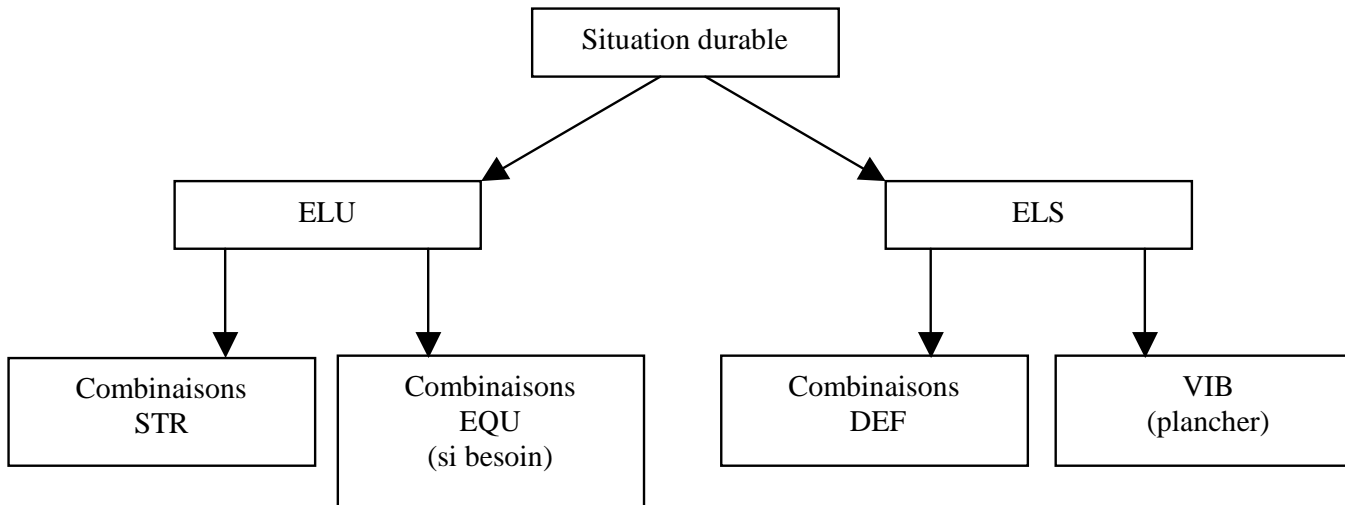 Situation durable
ELU
ELS
Combinaisons
STR
Combinaisons
EQU
(si besoin)
Combinaisons
DEF
VIB
(plancher)